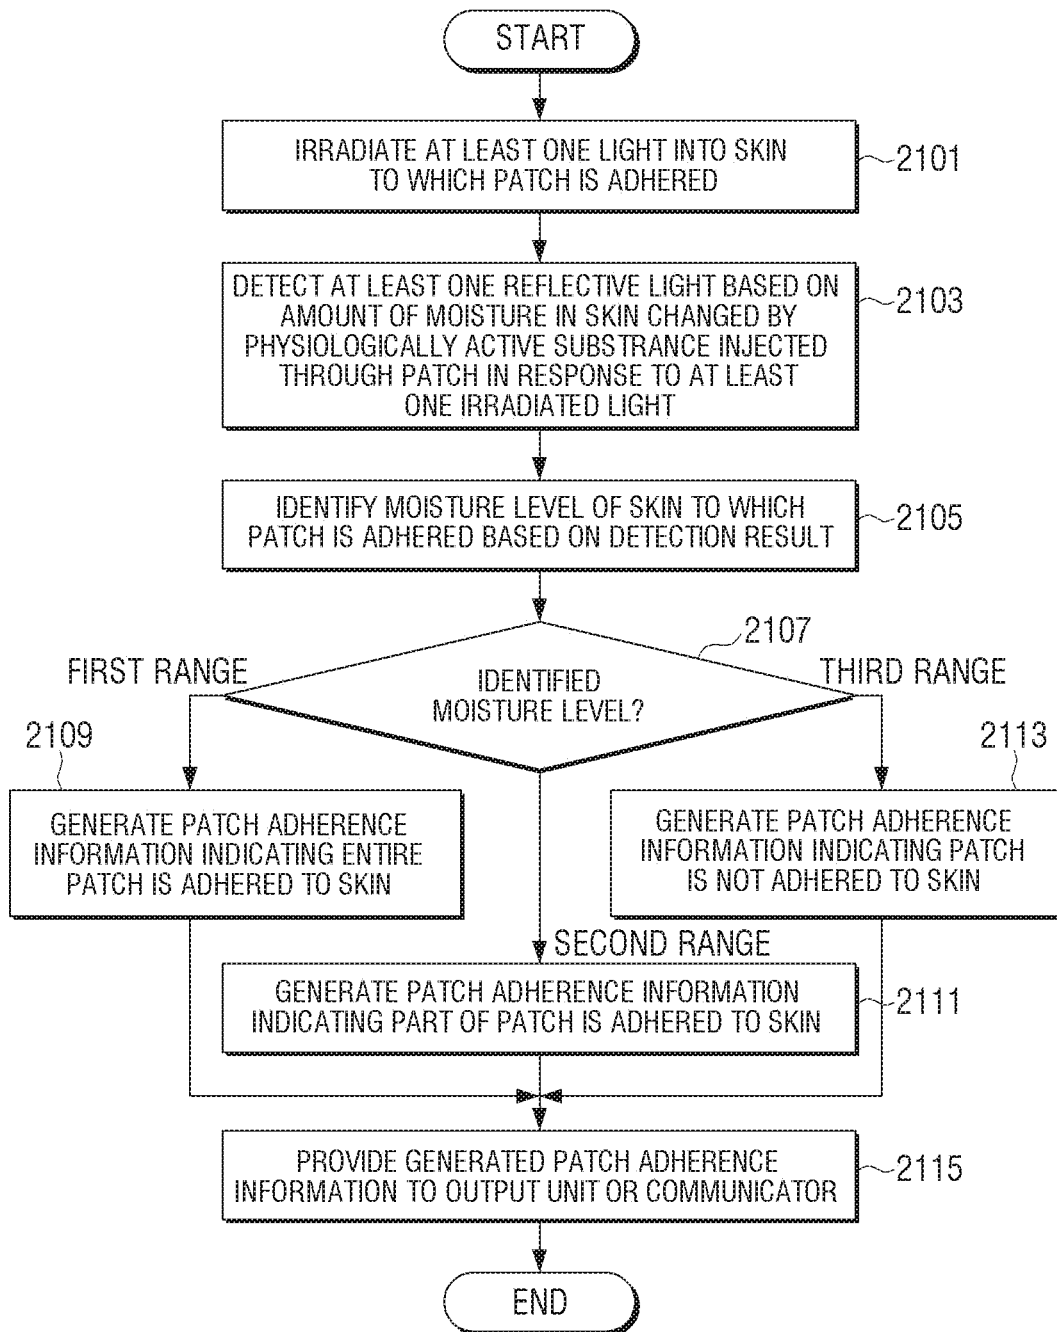 START
IRRADIATE AT LEAST ONE LIGHT INTO SKIN
TO WHICH PATCH IS ADHERED
2101
DETECT AT LEAST ONE REFLECTIVE LIGHT BASED ON
AMOUNT OF MOISTURE IN SKIN CHANGED BY
PHYSIOLOGICALLY ACTIVE SUBSTRANCE INJECTED
THROUGH PATCH IN RESPONSE TO AT LEAST
ONE IRRADIATED LIGHT
2103
IDENTIFY MOISTURE LEVEL OF SKIN TO WHICH
PATCH IS ADHERED BASED ON DETECTION RESULT
2105
2107
FIRST RANGE
IDENTIFIED
MOISTURE LEVEL?
THIRD RANGE
2109
GENERATE PATCH ADHERENCE
INFORMATION INDICATING ENTIRE
PATCH IS ADHERED TO SKIN
2113
GENERATE PATCH ADHERENCE
INFORMATION INDICATING PATCH
IS NOT ADHERED TO SKIN
SECOND RANGE
GENERATE PATCH ADHERENCE INFORMATION
INDICATING PART OF PATCH IS ADHERED TO SKIN
2111
PROVIDE GENERATED PATCH ADHERENCE
INFORMATION TO OUTPUT UNIT OR COMMUNICATOR
2115
END